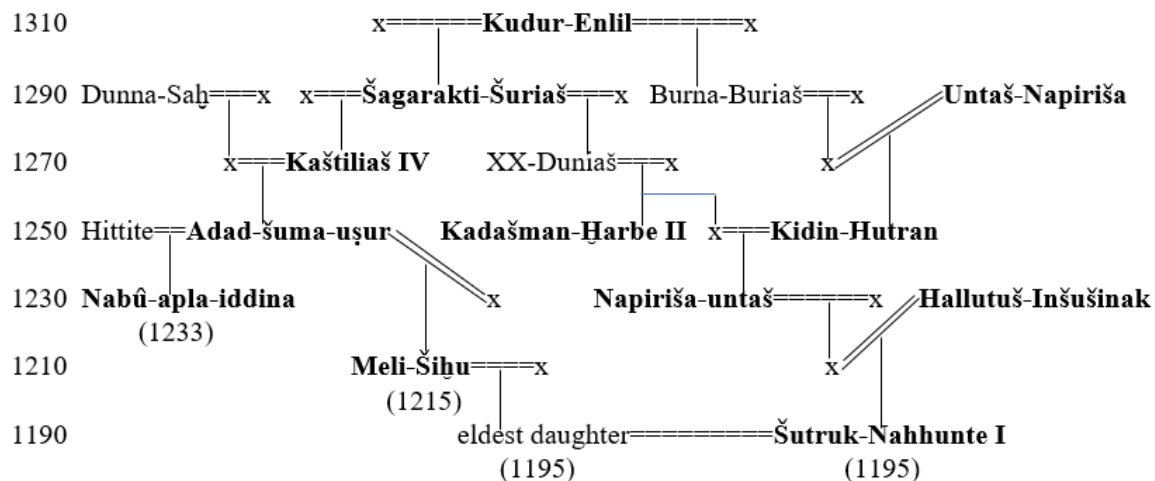 1310 x======Kudur-Enlil=======x
1290 Dunna-Saḫ===x x===Šagarakti-Šuriaš===x Burna-Buriaš===x Untaš-Napiriša
1270 x===Kaštiliaš IV XX-Duniaš===x x
1250 Hittite==Adad-šuma-uṣur Kadašman-Ḫarbe II x===Kidin-Hutran
1230 Nabû-apla-iddina x Napiriša-untaš======x Hallutuš-Inšušinak
(1233)
1210 Meli-Šiḫu====x x
(1215)
1190 eldest daughter=========Šutruk-Nahhunte I
(1195) (1195)